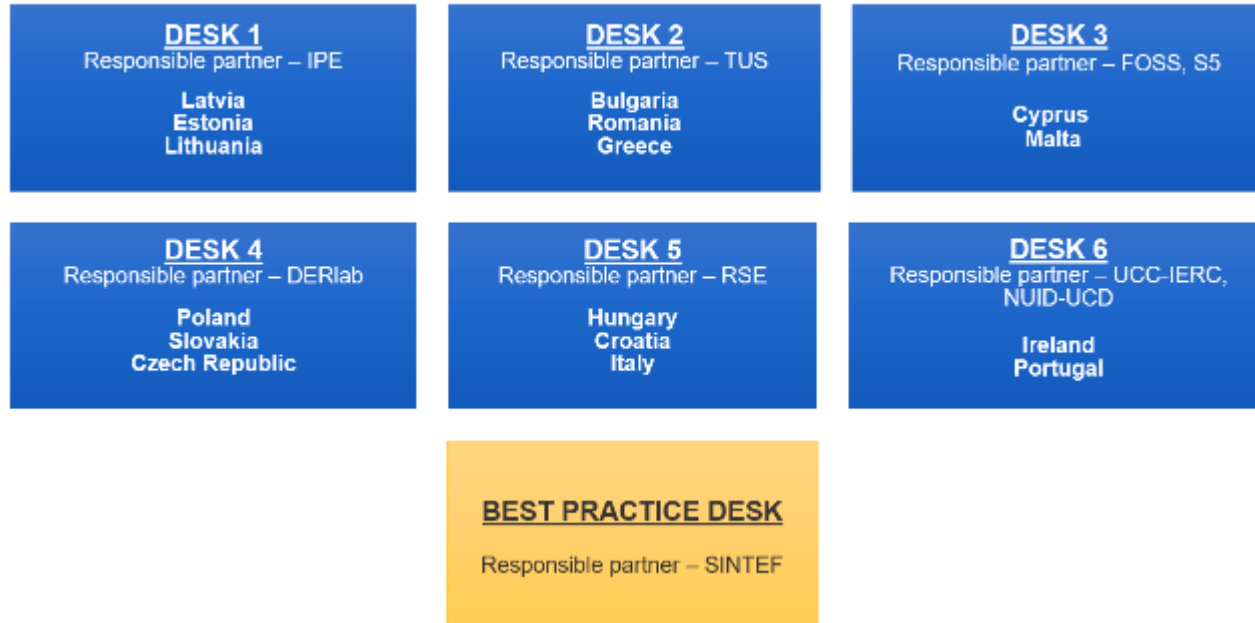 DESK 1
Responsible partner – IPE
Latvia
Estonia
Lithuania
DESK 2
Responsible partner – TUS
Bulgaria
Romania
Greece
DESK 3
Responsible partner – FOSS, S5
Cyprus
Malta
DESK 4
Responsible partner – DERlab
Poland
Slovakia
Czech Republic
DESK 5
Responsible partner – RSE
Hungary
Croatia
Italy
DESK 6
Responsible partner – UCC-IERC,
NUID-UCD
Ireland
Portugal
BEST PRACTICE DESK
Responsible partner – SINTEF